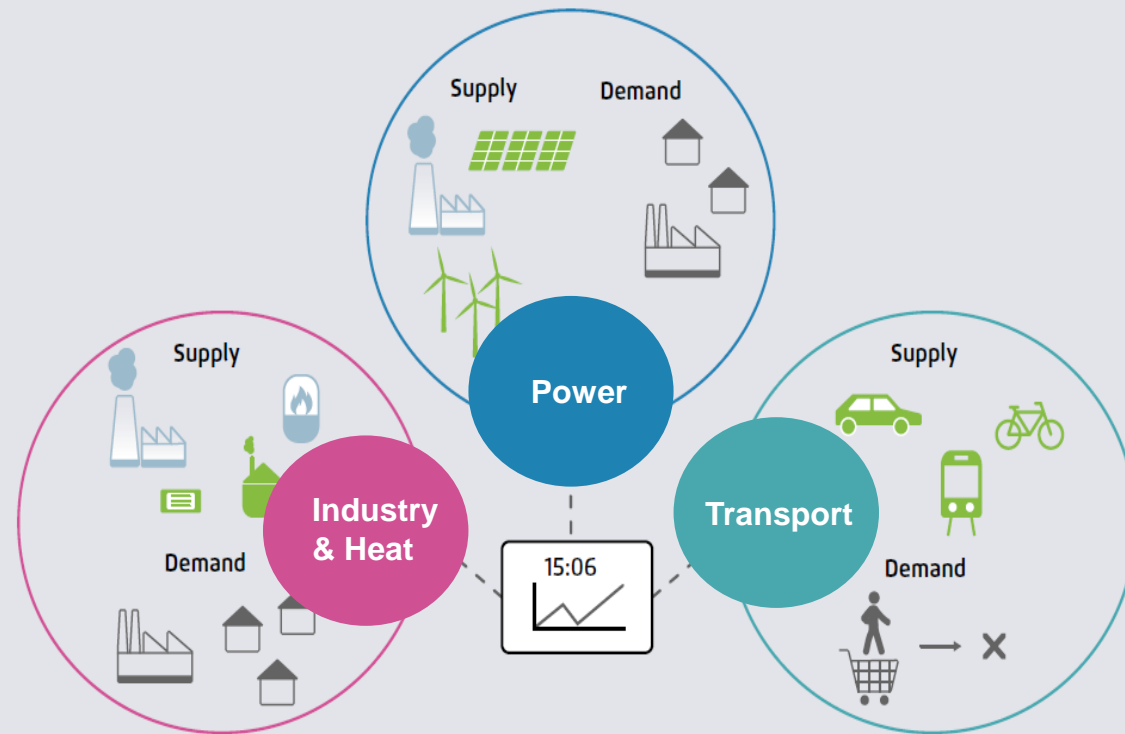 Supply
Demand
Power
Supply
Industry
& Heat
Demand
Supply
Transport
Demand
15:06